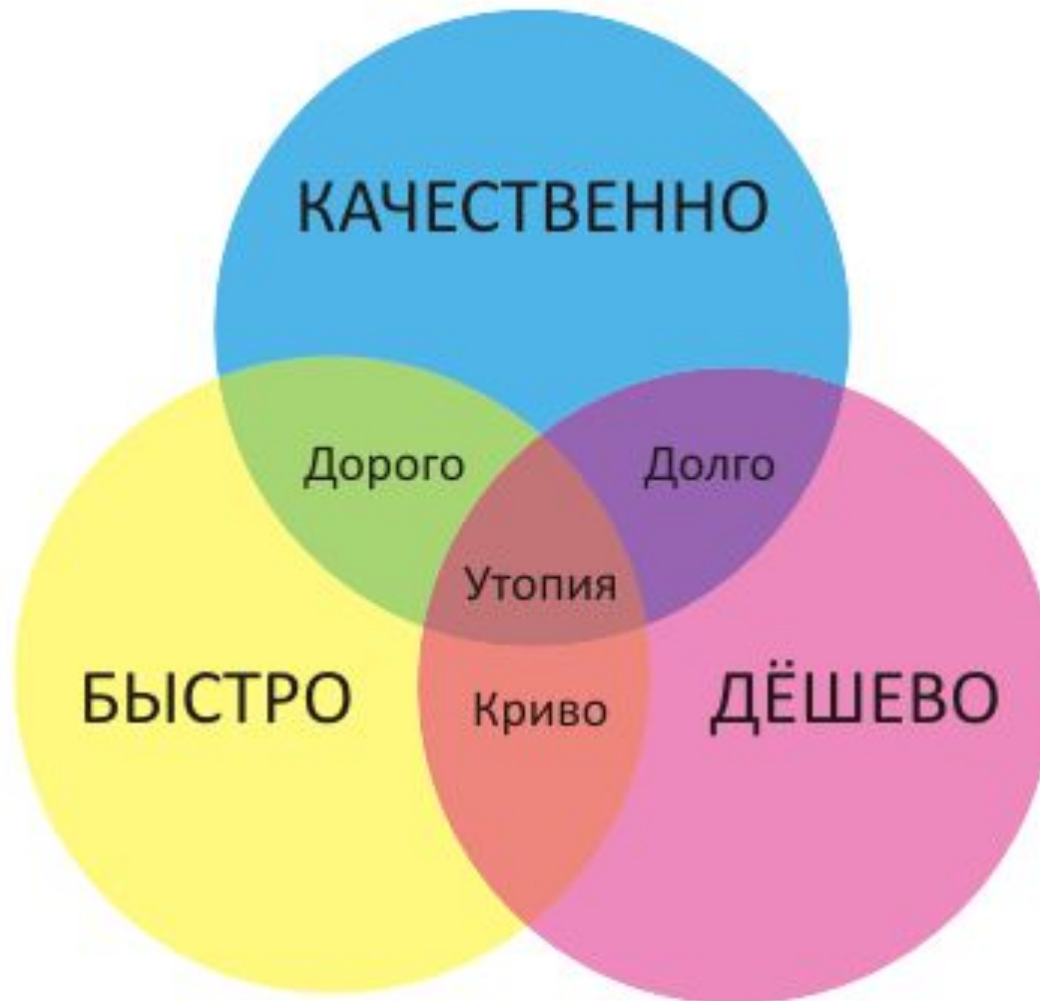 КАЧЕСТВЕННО
Дорого
Долго
Утопия
БЫСТРО
Криво
ДЁШЕВО